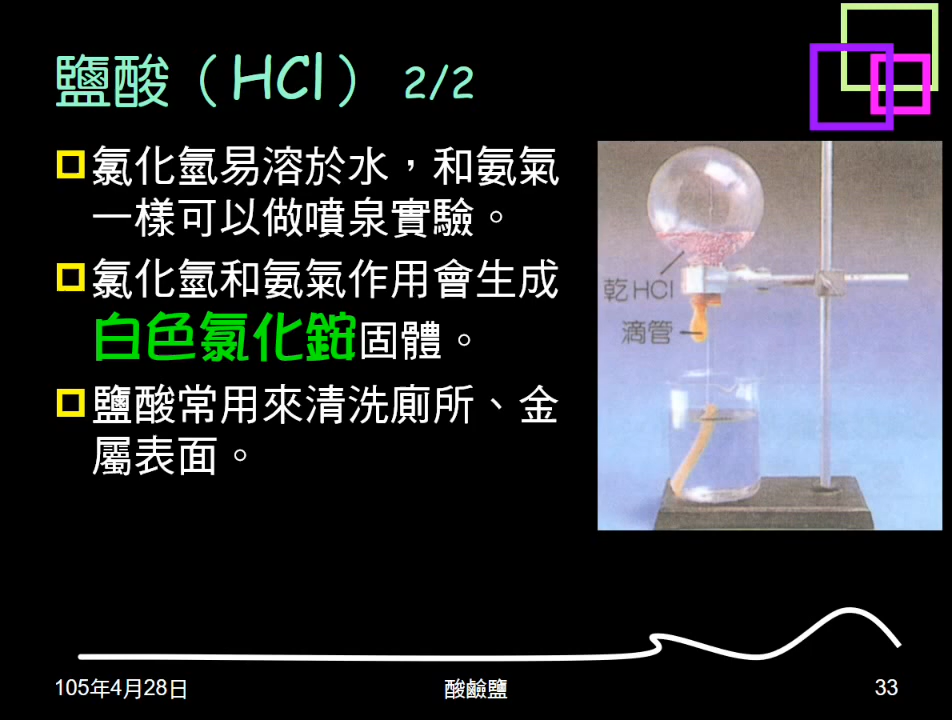 鹽酸（HCl） 2/2
氯化氫易溶於水，和氨氣
一樣可以做噴泉實驗。
氯化氫和氨氣作用會生成
白色氯化銨固體。
鹽酸常用來清洗廁所、金
屬表面。
乾HCl
滴管
105年4月28日
酸鹼鹽
33